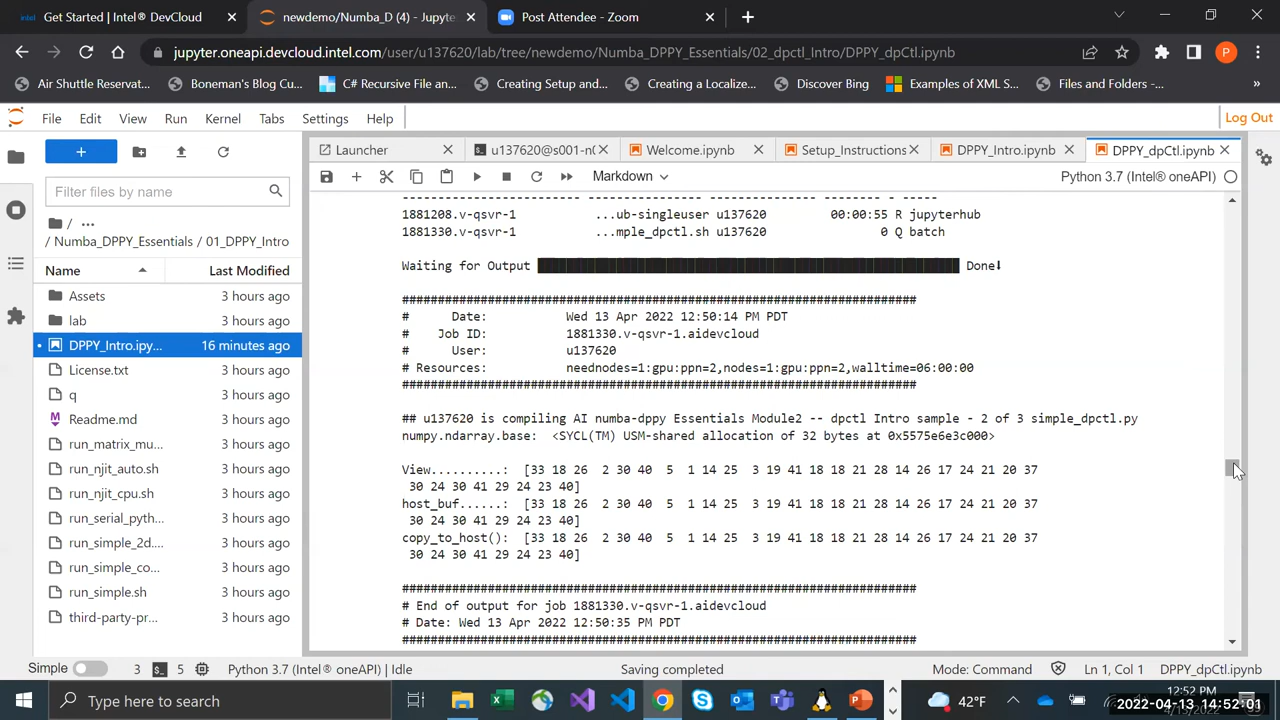 Get Started | Intel® DevCloud
newdemo/Numba_D (4) - Jupyte
Post Attendee - Zoom
jupyter.oneapi.devcloud.intel.com/user/u137620/lab/tree/newdemo/Numba_DPPY_Essentials/02_dpctl_Intro/DPPY_dpCtl.ipynb
P
Air Shuttle Reservat...
Boneman's Blog Cu...
C# Recursive File an...
Creating Setup and...
Creating a Localize...
Discover Bing
Examples of XML S...
Files and Folders -...
»
File Edit View Run Kernel Tabs Settings Help
Log Out
+
Launcher
u137620@s001-n0
Welcome.ipynb
Setup_Instructions
DPPY_Intro.ipynb
DPPY_dpCtl.ipynb
Markdown
Python 3.7 (Intel® oneAPI)
Filter files by name
/ ...
/ Numba_DPPY_Essentials / 01_DPPY_Intro
Name Last Modified
Assets 3 hours ago
lab 3 hours ago
DPPY_Intro.ipy... 16 minutes ago
License.txt 3 hours ago
q 3 hours ago
Readme.md 3 hours ago
run_matrix_mu... 3 hours ago
run_njit_auto.sh 3 hours ago
run_njit_cpu.sh 3 hours ago
run_serial_pyth... 3 hours ago
run_simple_2d.... 3 hours ago
run_simple_co... 3 hours ago
run_simple.sh 3 hours ago
third-party-pr... 3 hours ago
------------------------- ---------------- --------------- -------- - -----
1881208.v-qsvr-1 ...ub-singleuser u137620 00:00:55 R jupyterhub
1881330.v-qsvr-1 ...mple_dpctl.sh u137620 0 Q batch
Waiting for Output Done⬇
########################################################################
# Date: Wed 13 Apr 2022 12:50:14 PM PDT
# Job ID: 1881330.v-qsvr-1.aidevcloud
# User: u137620
# Resources: neednodes=1:gpu:ppn=2,nodes=1:gpu:ppn=2,walltime=06:00:00
########################################################################
## u137620 is compiling AI numba-dppy Essentials Module2 -- dpctl Intro sample - 2 of 3 simple_dpctl.py
numpy.ndarray.base: <SYCL(TM) USM-shared allocation of 32 bytes at 0x5575e6e3c000>
View..........: [33 18 26 2 30 40 5 1 14 25 3 19 41 18 18 21 28 14 26 17 24 21 20 37
30 24 30 41 29 24 23 40]
host_buf......: [33 18 26 2 30 40 5 1 14 25 3 19 41 18 18 21 28 14 26 17 24 21 20 37
30 24 30 41 29 24 23 40]
copy_to_host(): [33 18 26 2 30 40 5 1 14 25 3 19 41 18 18 21 28 14 26 17 24 21 20 37
30 24 30 41 29 24 23 40]
########################################################################
# End of output for job 1881330.v-qsvr-1.aidevcloud
# Date: Wed 13 Apr 2022 12:50:35 PM PDT
########################################################################
Simple 3 5 Python 3.7 (Intel® oneAPI) | Idle Saving completed Mode: Command Ln 1, Col 1 DPPY_dpCtl.ipynb
Type here to search
42°F
12:52 PM
2022-04-13 14:52:01